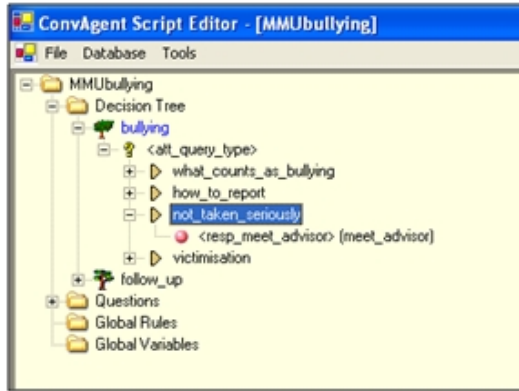 ConvAgent Script Editor - [MMUbullying]
File Database Tools
MMUbullying
Decision Tree
bullying
<att_query_type>
what_counts_as_bullying
how_to_report
not_taken_seriously
<resp_meet_advisor> (meet_advisor)
victimisation
follow_up
Questions
Global Rules
Global Variables